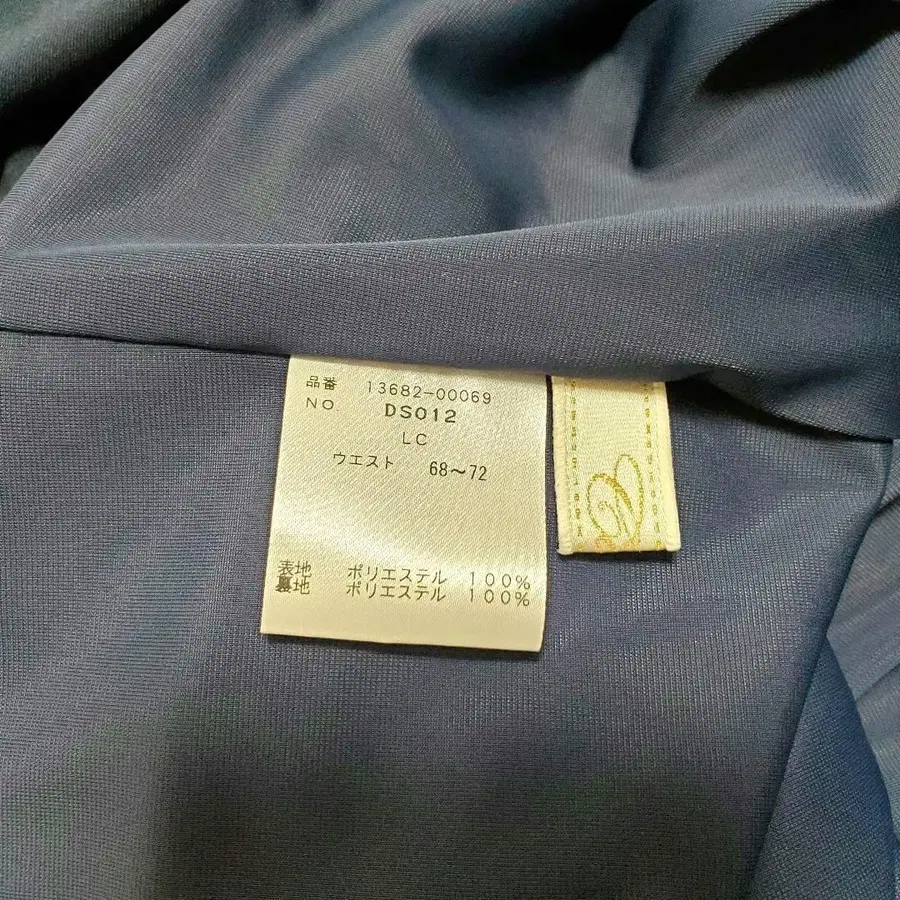 品番 13682-00069
NO. DS012
LC
ウエスト 68〜72
表地 ポリエステル 100%
裏地 ポリエステル 100%